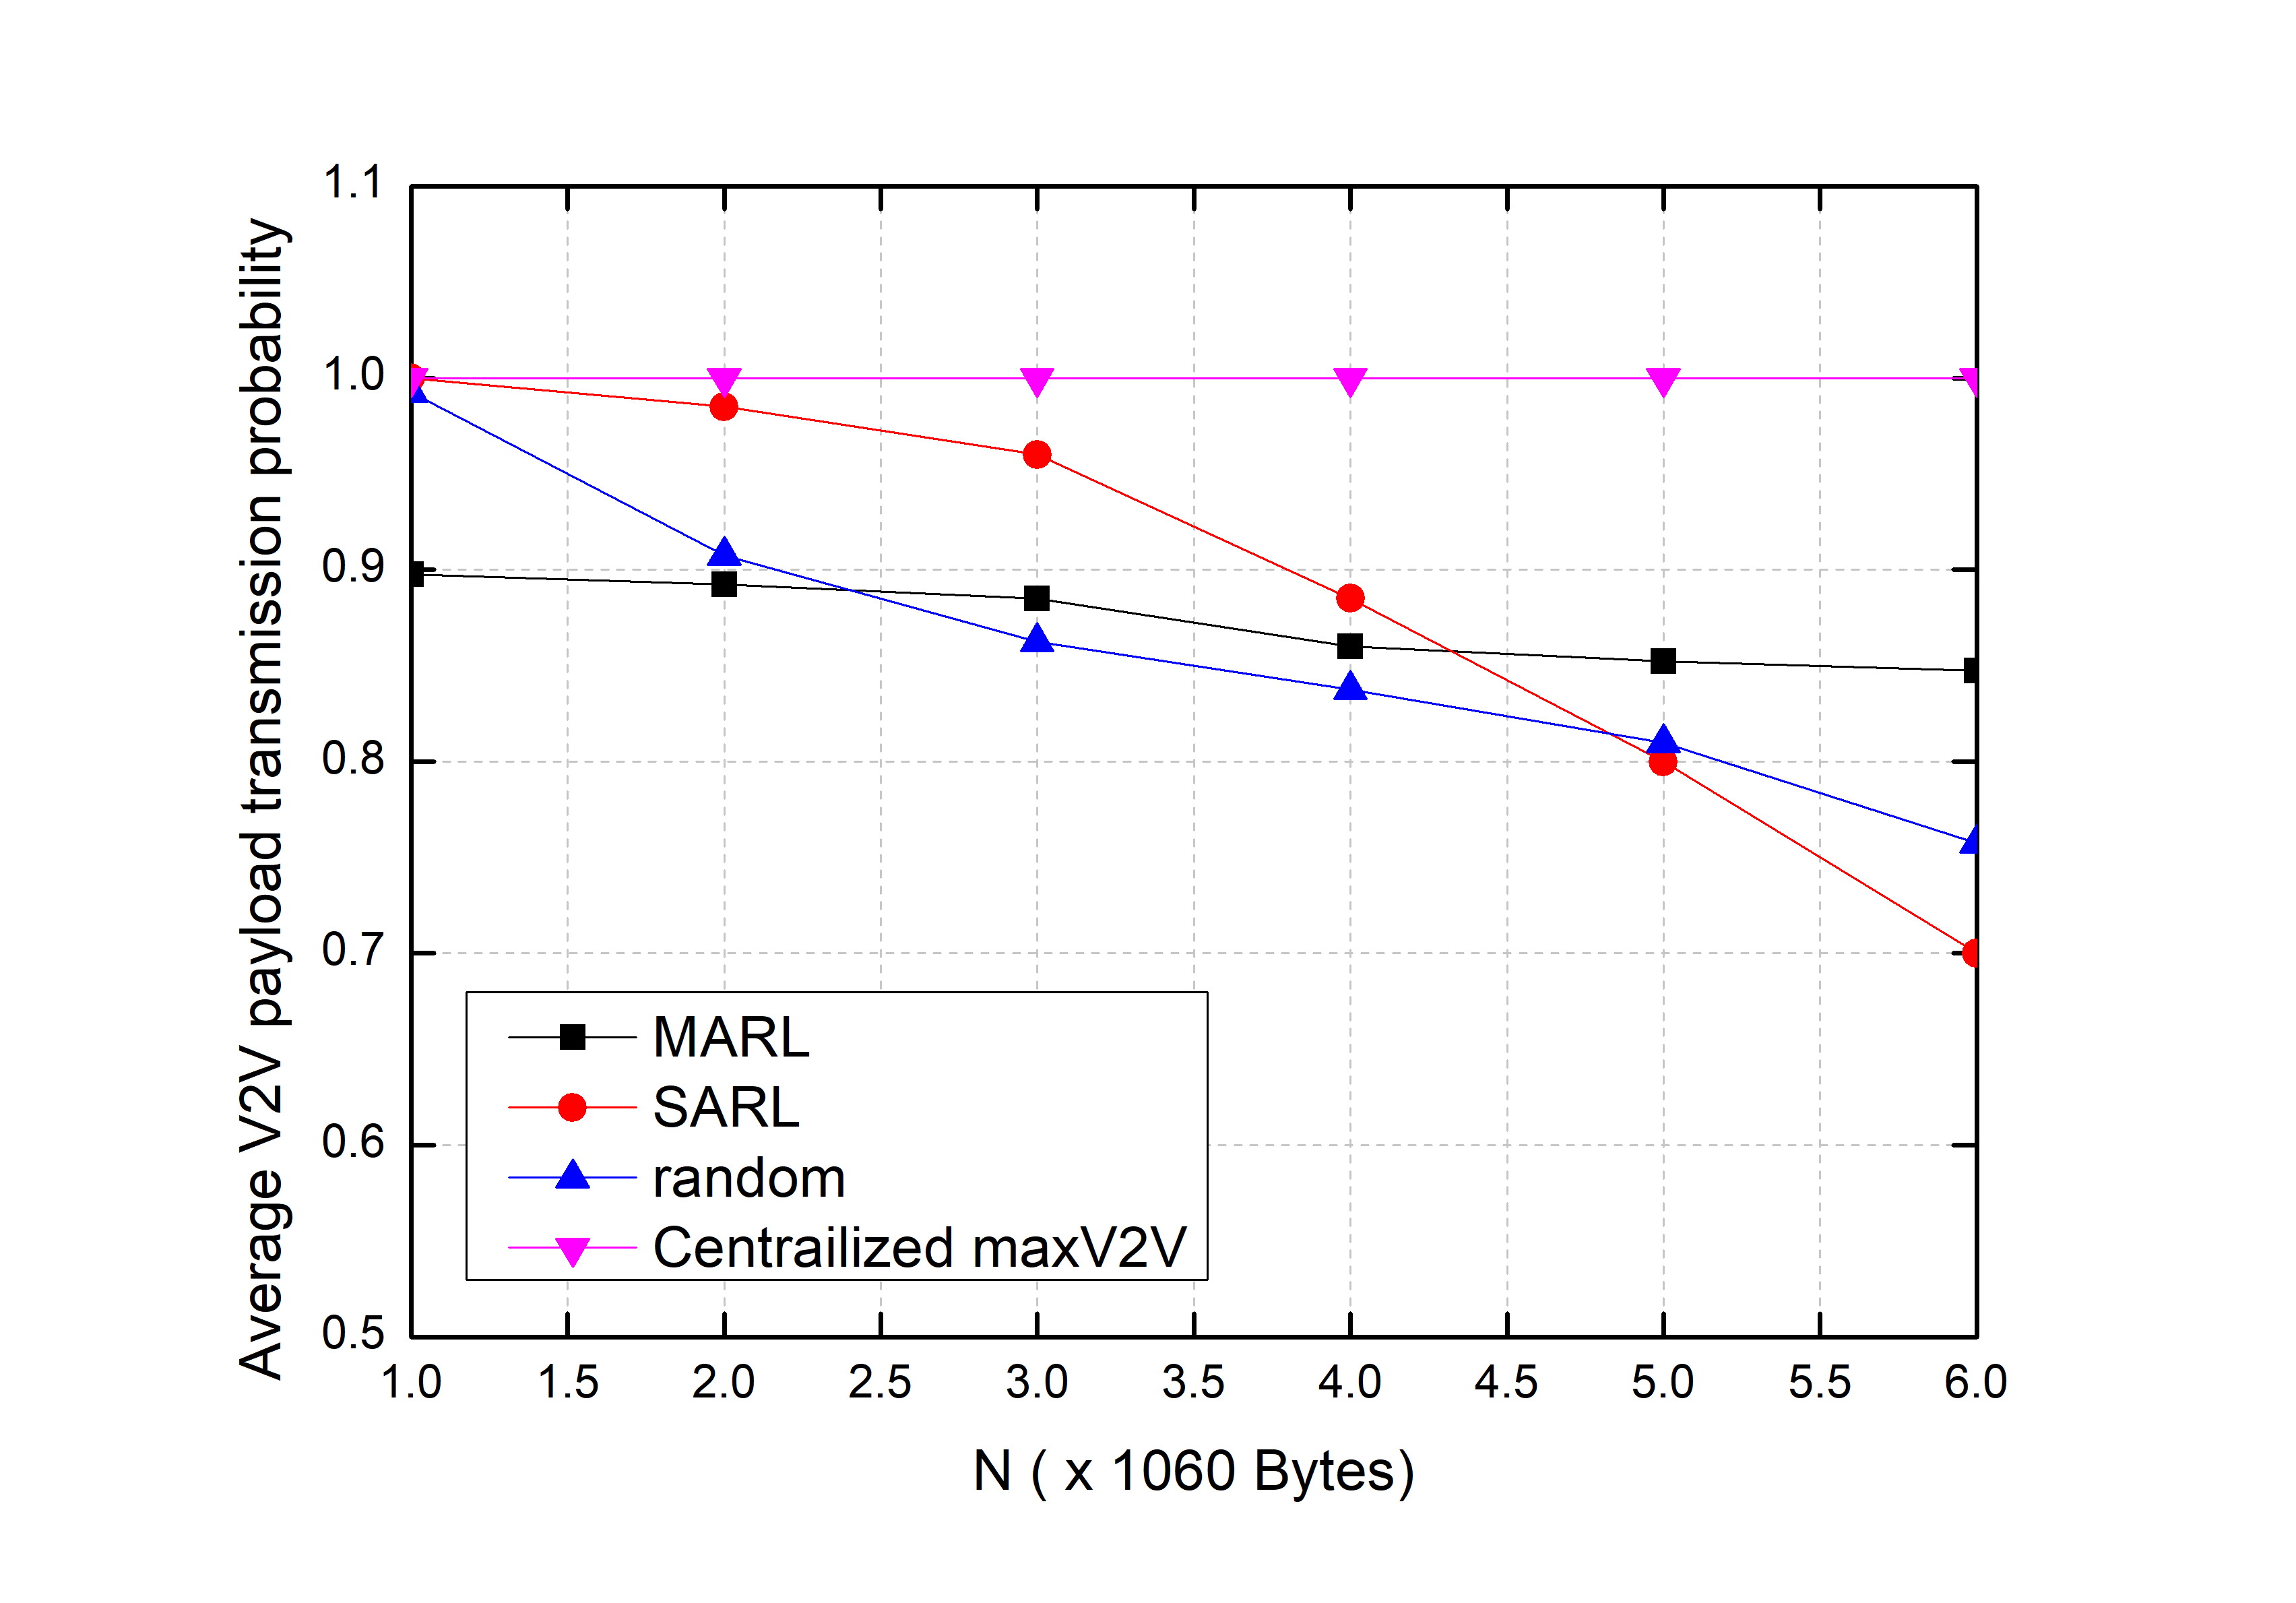 Average V2V payload transmission probability
1.1
1.0
0.9
0.8
0.7
0.6
0.5
MARL
SARL
random
Centrailized maxV2V
1.0 1.5 2.0 2.5 3.0 3.5 4.0 4.5 5.0 5.5 6.0
N ( x 1060 Bytes)